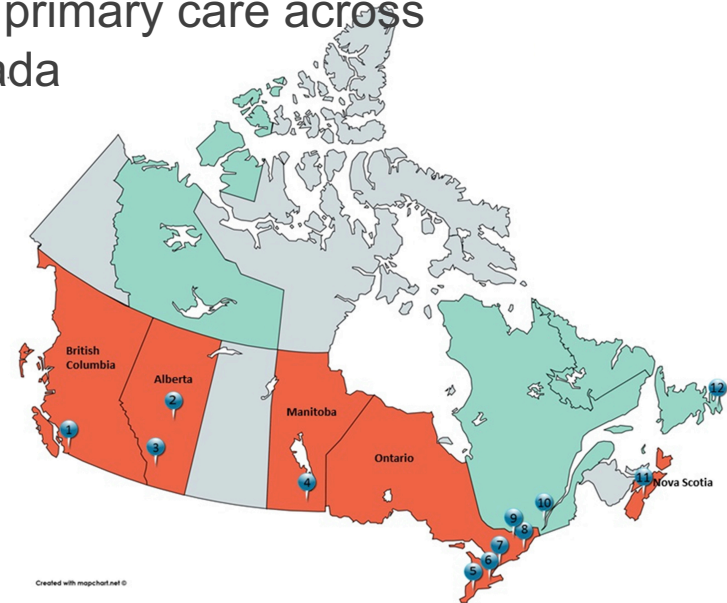 primary care across
ada
British
Columbia
Alberta
Manitoba
Ontario
Nova Scotia
1
2
3
4
5
6
7
8
9
10
11
12
Created with mapchart.net ©